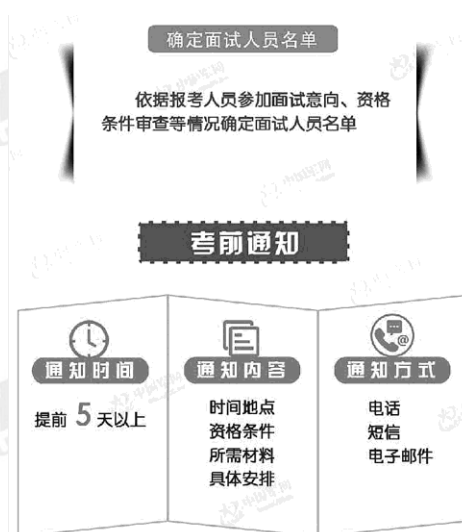 确定面试人员名单
依据报考人员参加面试意向、资格
条件审查等情况确定面试人员名单
考前通知
通知时间
提前 5 天以上
通知内容
时间地点
资格条件
所需材料
具体安排
通知方式
电话
短信
电子邮件